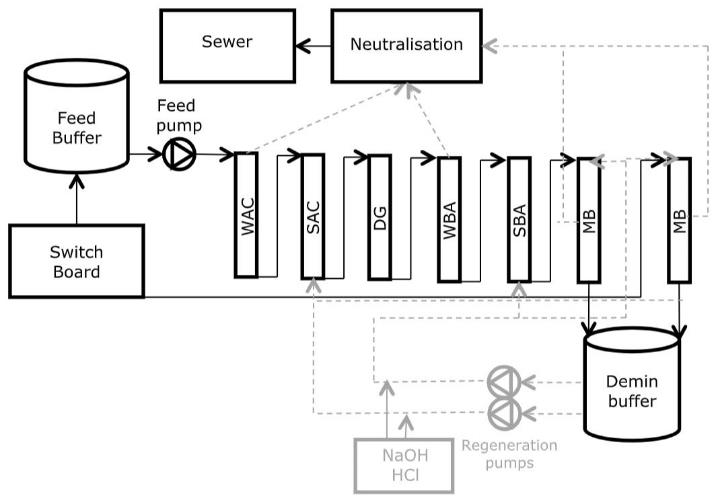 Sewer
Neutralisation
Feed
Buffer
Feed
pump
WAC
SAC
DG
WBA
SBA
MB
MB
Switch
Board
Demin
buffer
Regeneration
pumps
NaOH
HCl